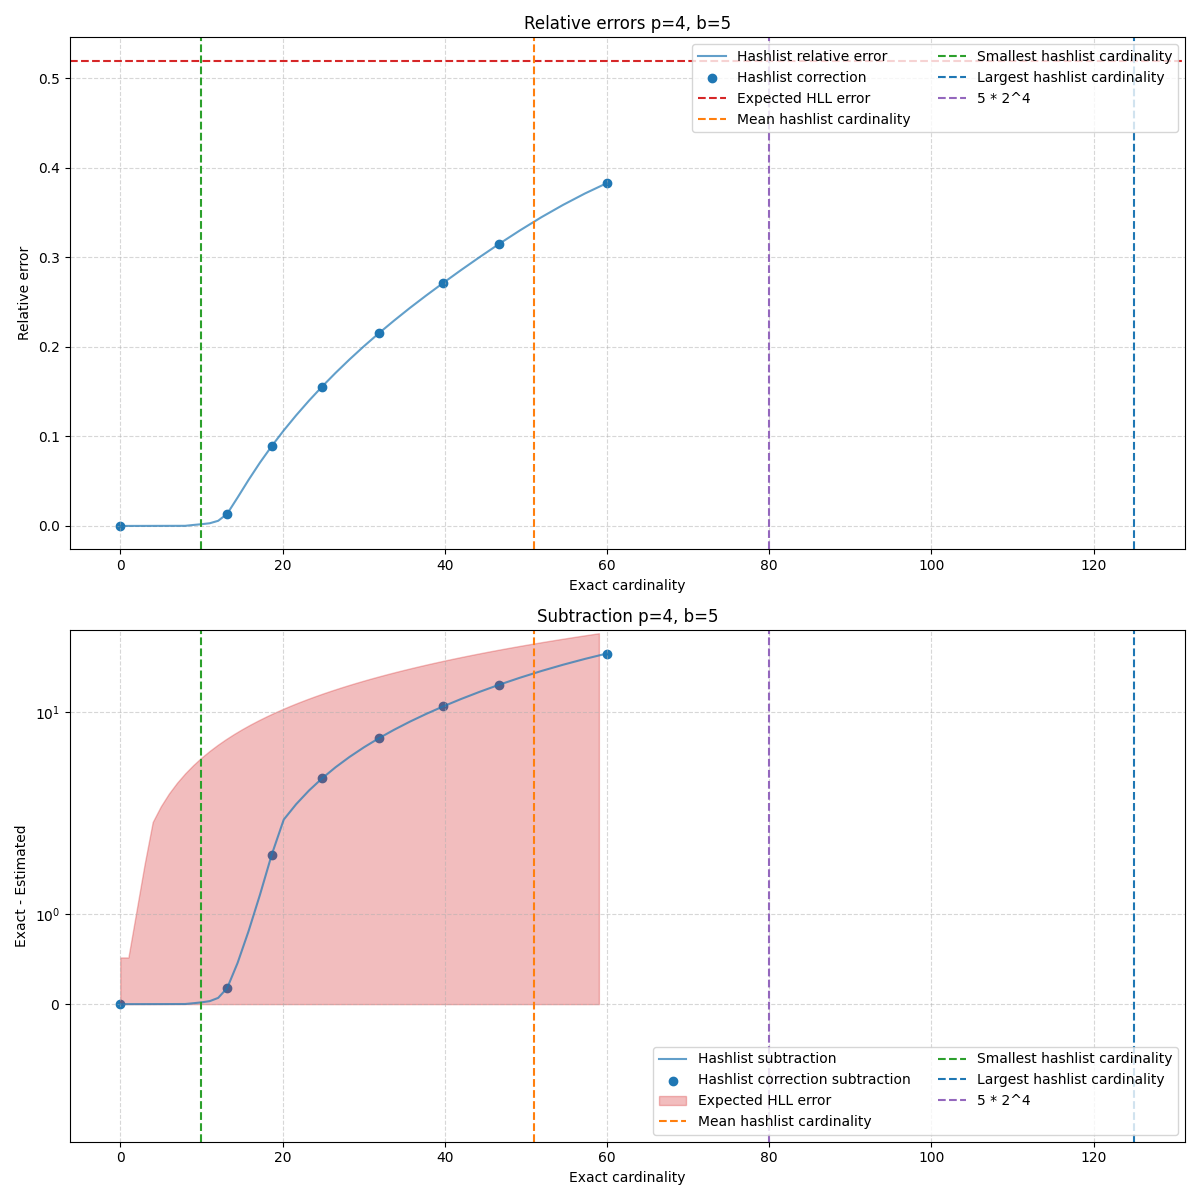 Relative errors p=4, b=5
Relative error
0.5
0.4
0.3
0.2
0.1
0.0
Hashlist relative error
Hashlist correction
Expected HLL error
Mean hashlist cardinality
Smallest hashlist cardinality
Largest hashlist cardinality
5 * 2^4
0 20 40 60 80 100 120
Exact cardinality
Subtraction p=4, b=5
Exact - Estimated
10¹
10⁰
0
Hashlist subtraction
Hashlist correction subtraction
Expected HLL error
Mean hashlist cardinality
Smallest hashlist cardinality
Largest hashlist cardinality
5 * 2^4
0 20 40 60 80 100 120
Exact cardinality